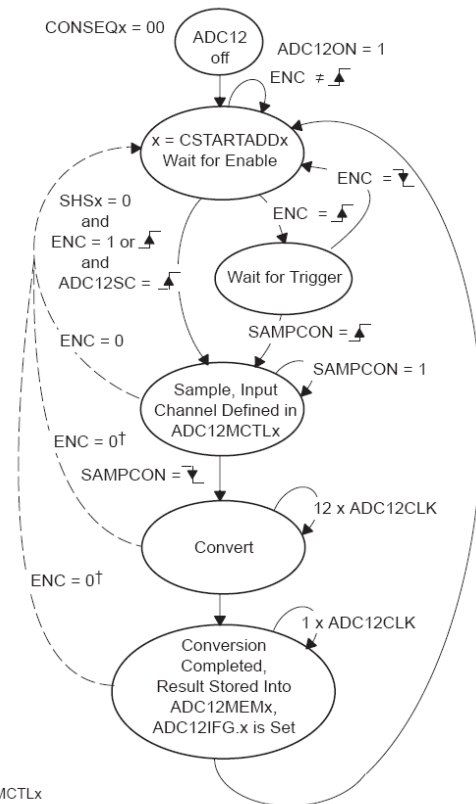 CONSEQx = 00
ADC12
off
ADC12ON = 1
ENC ≠
x = CSTARTADDx
Wait for Enable
ENC =
SHSx = 0
and
ENC = 1 or
and
ADC12SC =
ENC =
Wait for Trigger
SAMPCON =
ENC = 0
SAMPCON = 1
Sample, Input
Channel Defined in
ADC12MCTLx
ENC = 0†
SAMPCON =
12 x ADC12CLK
Convert
ENC = 0†
1 x ADC12CLK
Conversion
Completed,
Result Stored Into
ADC12MEMx,
ADC12IFG.x is Set
MCTLx